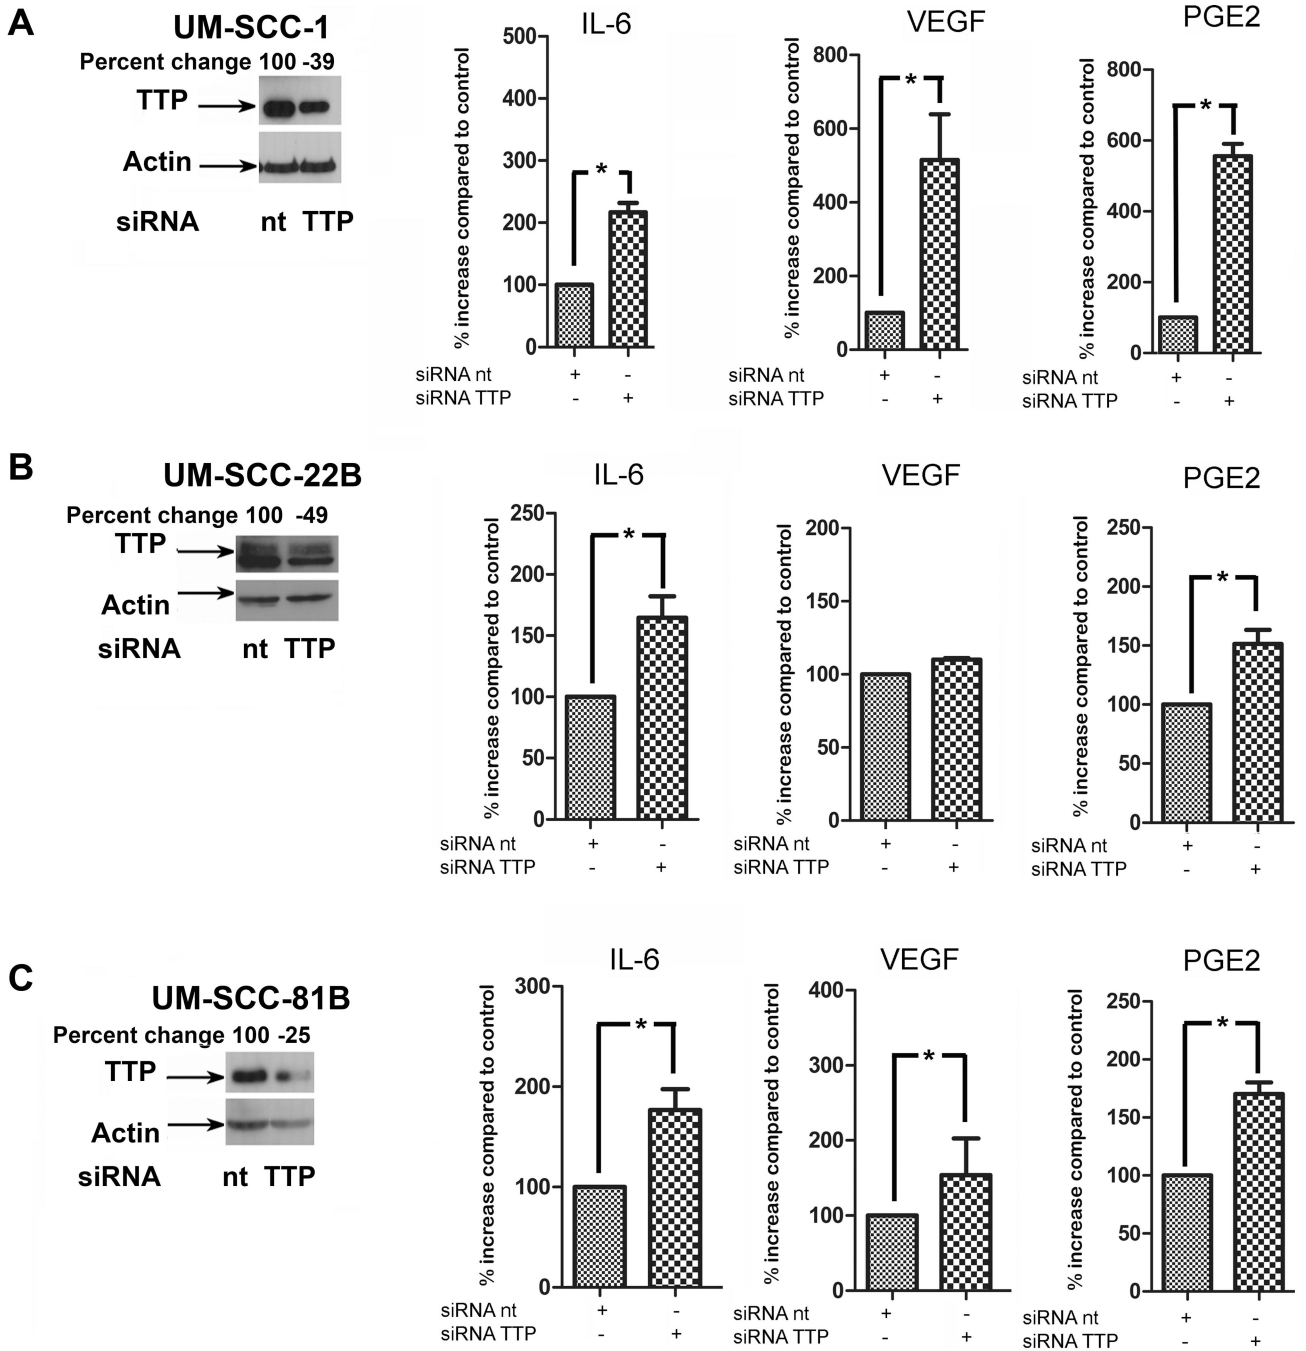 A
UM-SCC-1
Percent change 100 -39
TTP
Actin
siRNA nt TTP
IL-6
% increase compared to control
500
400
300
200
100
0
*
siRNA nt + -
siRNA TTP - +
VEGF
% increase compared to control
800
600
400
200
0
*
siRNA nt + -
siRNA TTP - +
PGE2
% increase compared to control
800
600
400
200
0
*
siRNA nt + -
siRNA TTP - +
B
UM-SCC-22B
Percent change 100 -49
TTP
Actin
siRNA nt TTP
IL-6
% increase compared to control
250
200
150
100
50
0
*
siRNA nt + -
siRNA TTP - +
VEGF
% increase compared to control
200
150
100
50
0
siRNA nt + -
siRNA TTP - +
PGE2
% increase compared to control
250
200
150
100
50
0
*
siRNA nt + -
siRNA TTP - +
C
UM-SCC-81B
Percent change 100 -25
TTP
Actin
siRNA nt TTP
IL-6
% increase compared to control
300
200
100
0
*
siRNA nt + -
siRNA TTP - +
VEGF
% increase compared to control
400
300
200
100
0
*
siRNA nt + -
siRNA TTP - +
PGE2
% increase compared to control
250
200
150
100
50
0
*
siRNA nt + -
siRNA TTP - +